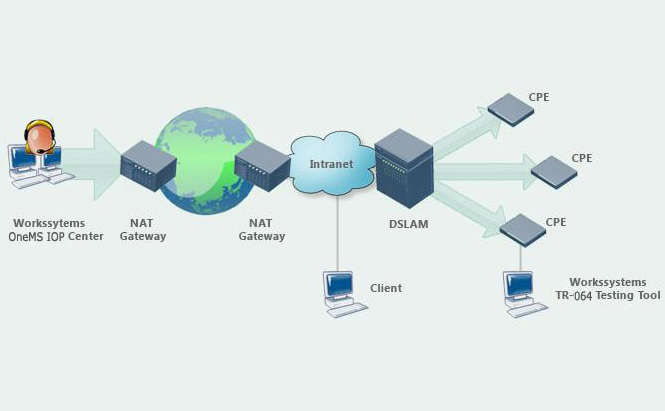 Workssytems
OneMS IOP Center
NAT
Gateway
NAT
Gateway
Intranet
DSLAM
CPE
CPE
CPE
Client
Workssystems
TR-064 Testing Tool